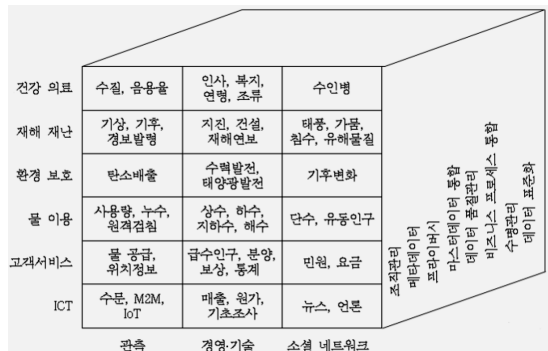 건강 의료
수질, 음용율
인사, 복지,
연령, 조류
수인병
재해 재난
기상, 기후,
경보발령
지진, 건설,
재해연보
태풍, 가뭄,
침수, 유해물질
환경 보호
탄소배출
수력발전,
태양광발전
기후변화
물 이용
사용량, 누수,
원격검침
상수, 하수,
지하수, 해수
단수, 유동인구
고객서비스
물 공급,
위치정보
급수인구, 분양,
보상, 통계
민원, 요금
ICT
수문, M2M,
IoT
매출, 원가,
기초조사
뉴스, 언론
관측
경영·기술
소셜 네트워크
조직관리
메타데이터
프라이버시
마스터데이터 통합
데이터 품질관리
비즈니스 프로세스 통합
수명관리
데이터 표준화